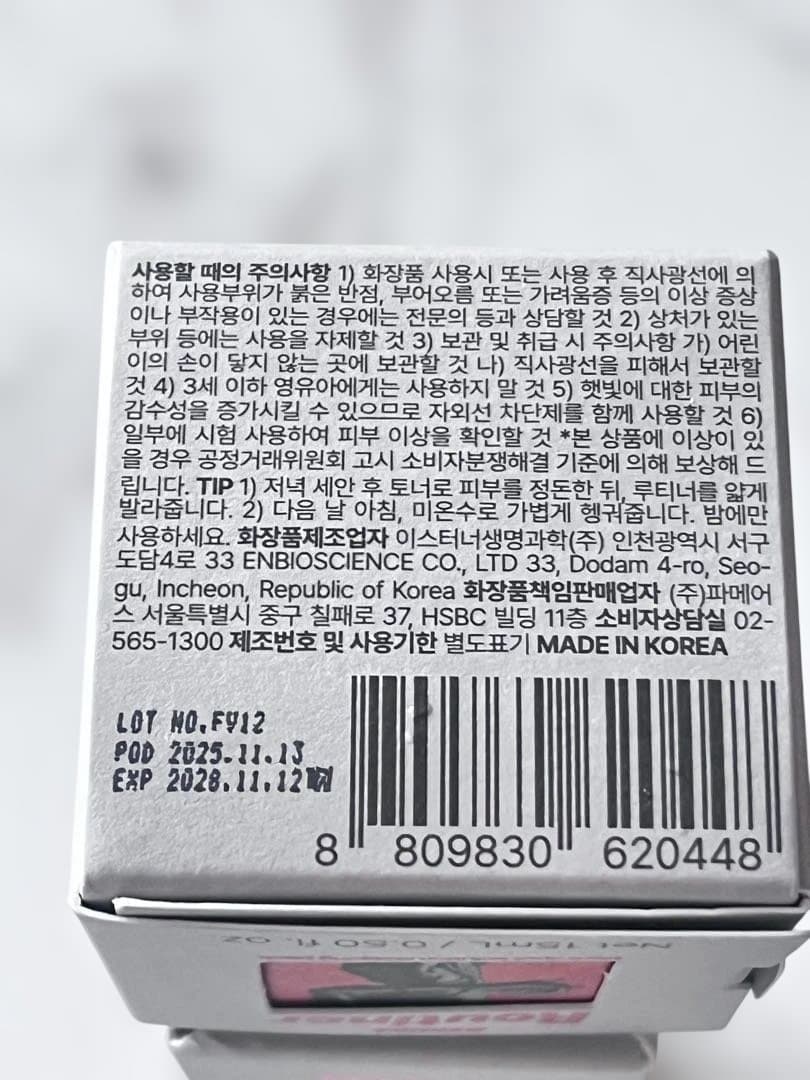 사용할 때의 주의사항 1) 화장품 사용시 또는 사용 후 직사광선에 의
하여 사용부위가 붉은 반점, 부어오름 또는 가려움증 등의 이상 증상
이나 부작용이 있는 경우에는 전문의 등과 상담할 것 2) 상처가 있는
부위 등에는 사용을 자제할 것 3) 보관 및 취급 시 주의사항 가) 어린
이의 손이 닿지 않는 곳에 보관할 것 나) 직사광선을 피해서 보관할
것 4) 3세 이하 영유아에게는 사용하지 말 것 5) 햇빛에 대한 피부의
감수성을 증가시킬 수 있으므로 자외선 차단제를 함께 사용할 것 6)
일부에 시험 사용하여 피부 이상을 확인할 것 *본 상품에 이상이 있
을 경우 공정거래위원회 고시 소비자분쟁해결 기준에 의해 보상해 드
립니다. TIP 1) 저녁 세안 후 토너로 피부를 정돈한 뒤, 루티너를 얇게
발라줍니다. 2) 다음 날 아침, 미온수로 가볍게 헹궈줍니다. 밤에만
사용하세요. 화장품제조업자 이스터너생명과학(주) 인천광역시 서구
도담4로 33 ENBIOSCIENCE CO., LTD 33, Dodam 4-ro, Seo-
gu, Incheon, Republic of Korea 화장품책임판매업자 (주)파메어
스 서울특별시 중구 칠패로 37, HSBC 빌딩 11층 소비자상담실 02-
565-1300 제조번호 및 사용기한 별도표기 MADE IN KOREA
LOT NO.FY12
POD 2025.11.13
EXP 2028.11.12까지
8 809830 620448
Net 15mL / 0.50 fl. oz
Routiner